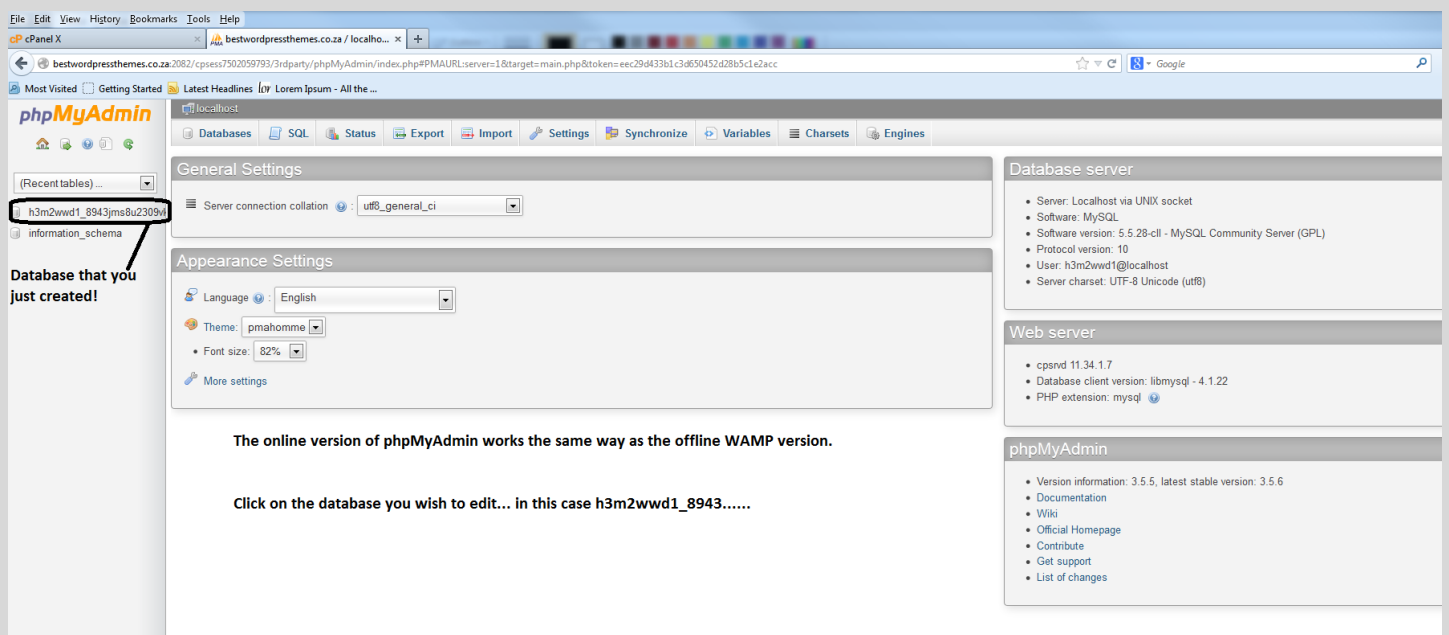 File Edit View History Bookmarks Tools Help
cP cPanel X × PMA bestwordpressthemes.co.za / localho... × +
bestwordpressthemes.co.za:2082/cpsess7502059793/3rdparty/phpMyAdmin/index.php#PMAURL:server=1&target=main.php&token=eec29d433b1c3d650452d28b5c1e2acc 8 Google
Most Visited Getting Started Latest Headlines Lorem Ipsum - All the ...
phpMyAdmin
localhost
Databases SQL Status Export Import Settings Synchronize Variables Charsets Engines
(Recent tables) ...
h3m2wwd1_8943jms8u2309vl
information_schema
Database that you
just created!
General Settings
Server connection collation : utf8_general_ci
Appearance Settings
Language : English
Theme: pmahomme
• Font size: 82%
More settings
The online version of phpMyAdmin works the same way as the offline WAMP version.
Click on the database you wish to edit... in this case h3m2wwd1_8943......
Database server
• Server: Localhost via UNIX socket
• Software: MySQL
• Software version: 5.5.28-cll - MySQL Community Server (GPL)
• Protocol version: 10
• User: h3m2wwd1@localhost
• Server charset: UTF-8 Unicode (utf8)
Web server
• cpsrvd 11.34.1.7
• Database client version: libmysql - 4.1.22
• PHP extension: mysql
phpMyAdmin
• Version information: 3.5.5, latest stable version: 3.5.6
• Documentation
• Wiki
• Official Homepage
• Contribute
• Get support
• List of changes